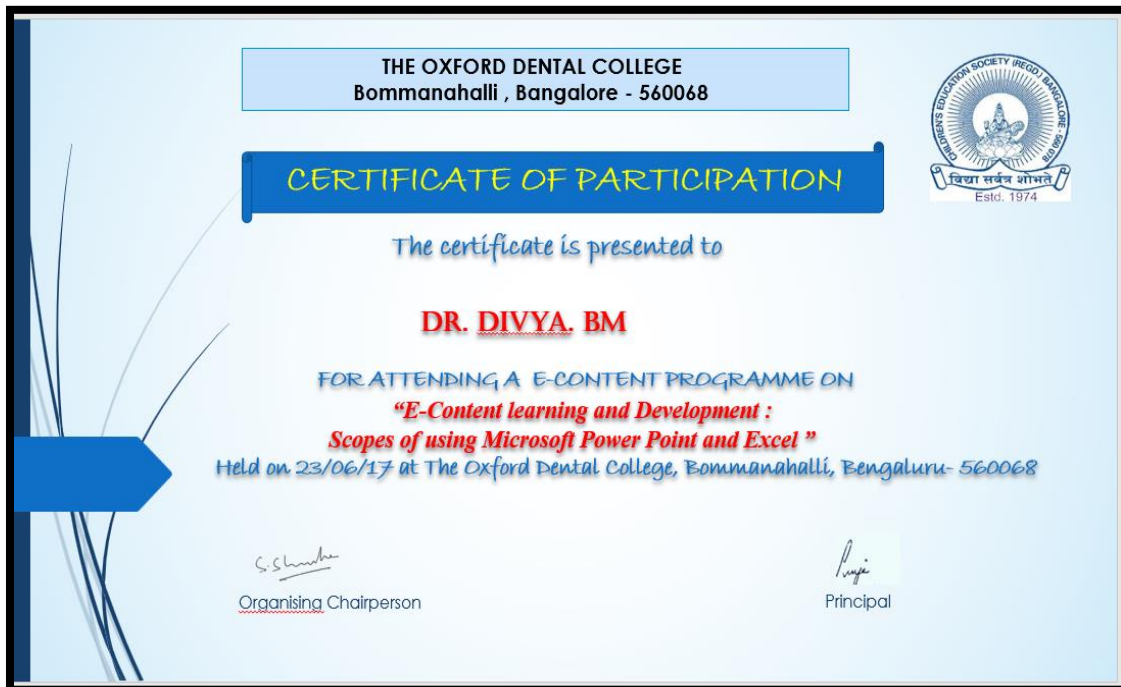 THE OXFORD DENTAL COLLEGE
Bommanahalli , Bangalore - 560068
CHILDREN'S EDUCATION SOCIETY (REGD.) BANGALORE - 560 078
विद्या सर्वत्र शोभते
Estd. 1974
CERTIFICATE OF PARTICIPATION
The certificate is presented to
DR. DIVYA. BM
FOR ATTENDING A E-CONTENT PROGRAMME ON
“E-Content learning and Development :
Scopes of using Microsoft Power Point and Excel ”
Held on 23/06/17 at The Oxford Dental College, Bommanahalli, Bengaluru- 560068
Organising Chairperson
Principal